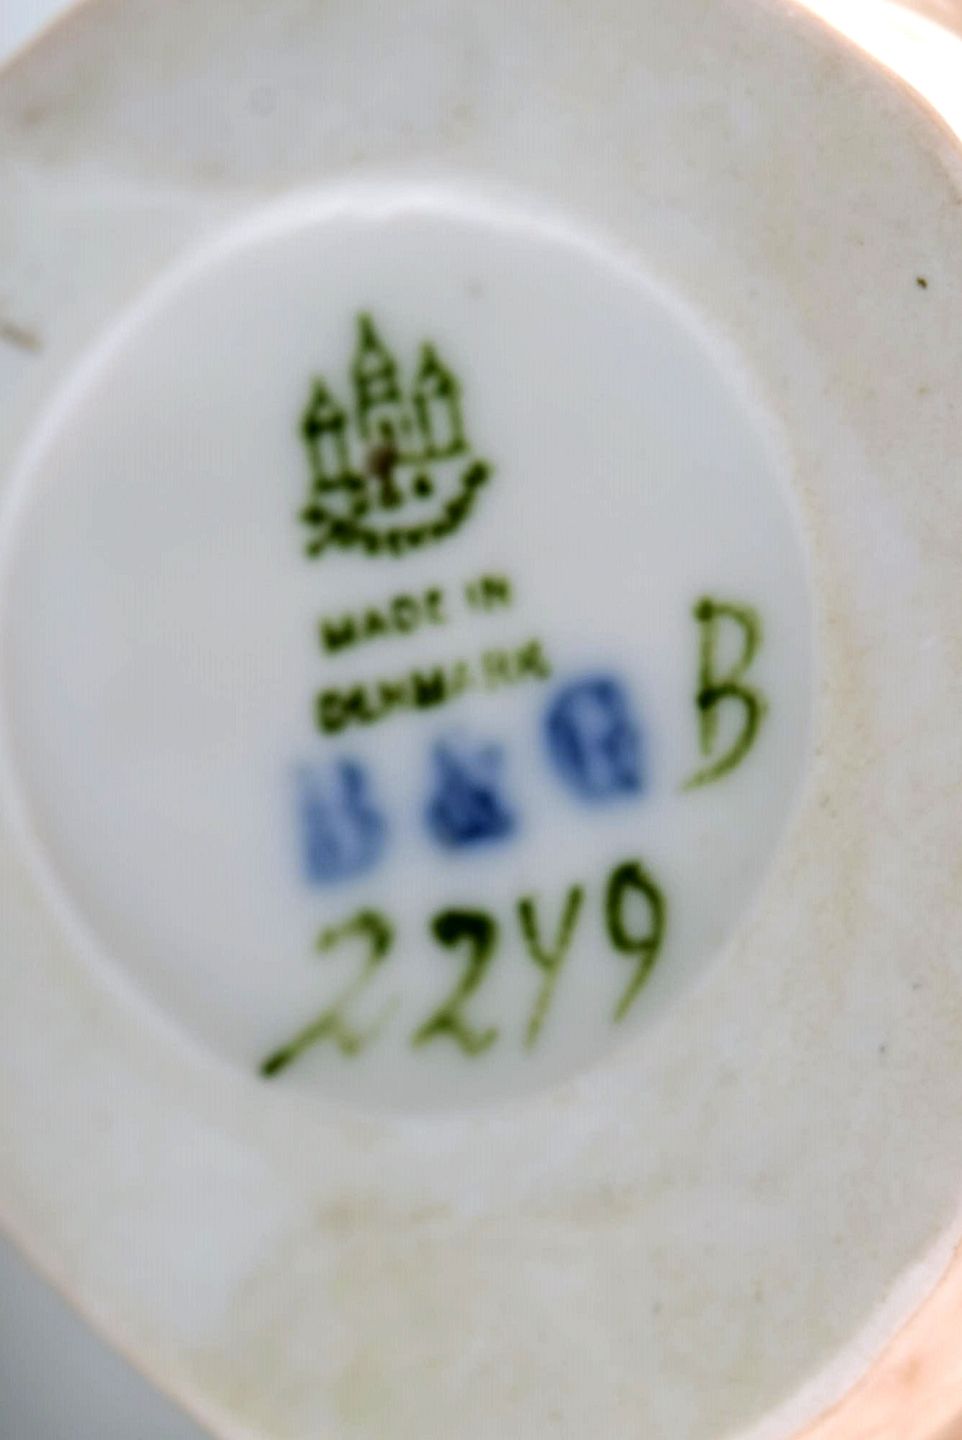 MADE IN
DENMARK
B & G B
2249